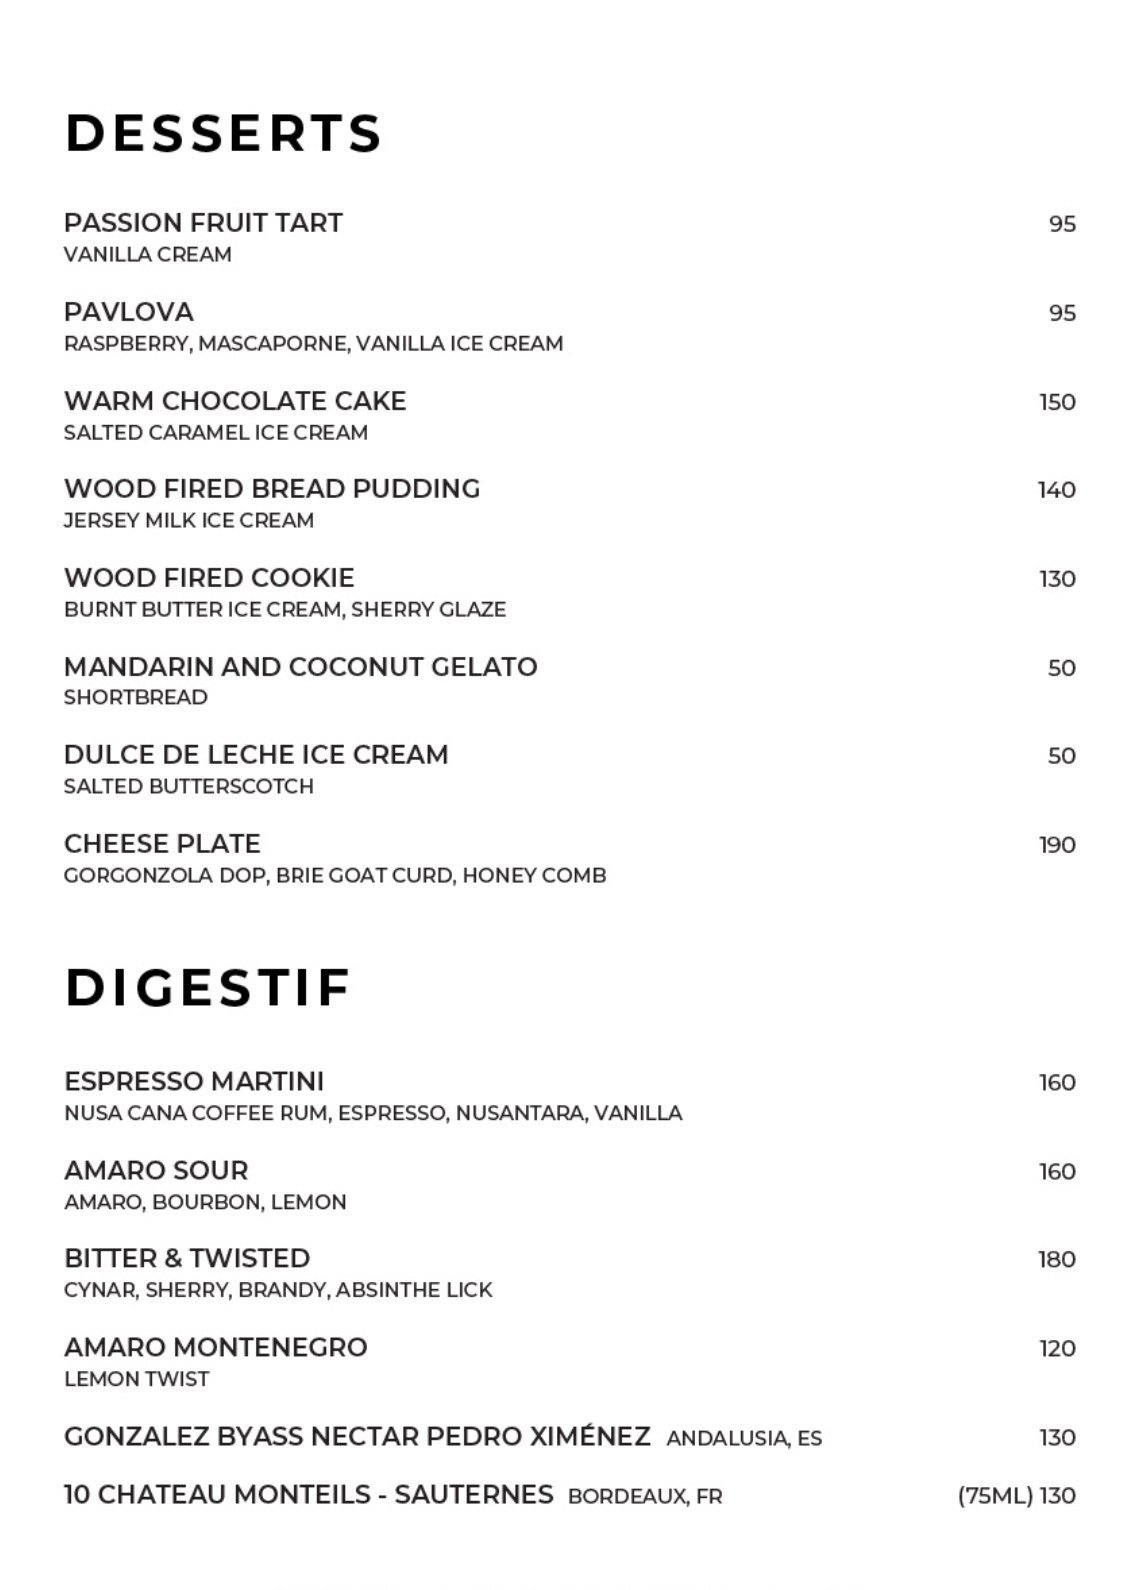 DESSERTS
PASSION FRUIT TART 95
VANILLA CREAM
PAVLOVA 95
RASPBERRY, MASCAPORNE, VANILLA ICE CREAM
WARM CHOCOLATE CAKE 150
SALTED CARAMEL ICE CREAM
WOOD FIRED BREAD PUDDING 140
JERSEY MILK ICE CREAM
WOOD FIRED COOKIE 130
BURNT BUTTER ICE CREAM, SHERRY GLAZE
MANDARIN AND COCONUT GELATO 50
SHORTBREAD
DULCE DE LECHE ICE CREAM 50
SALTED BUTTERSCOTCH
CHEESE PLATE 190
GORGONZOLA DOP, BRIE GOAT CURD, HONEY COMB
DIGESTIF
ESPRESSO MARTINI 160
NUSA CANA COFFEE RUM, ESPRESSO, NUSANTARA, VANILLA
AMARO SOUR 160
AMARO, BOURBON, LEMON
BITTER & TWISTED 180
CYNAR, SHERRY, BRANDY, ABSINTHE LICK
AMARO MONTENEGRO 120
LEMON TWIST
GONZALEZ BYASS NECTAR PEDRO XIMÉNEZ ANDALUSIA, ES 130
10 CHATEAU MONTEILS - SAUTERNES BORDEAUX, FR (75ML) 130